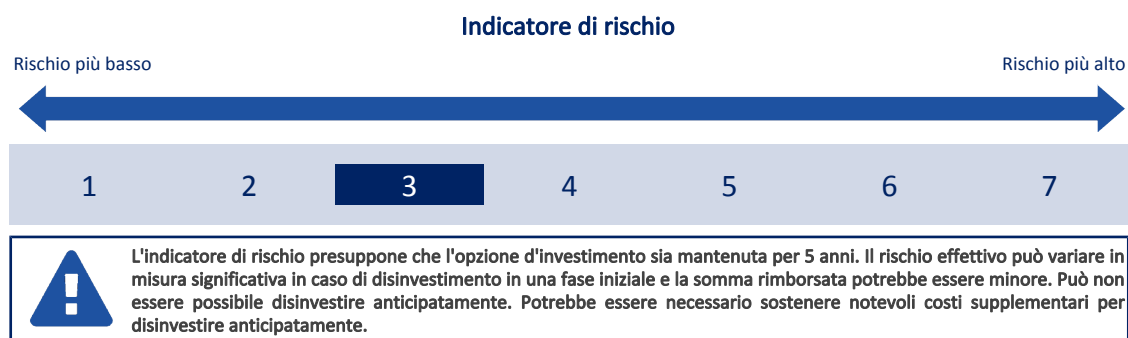 Indicatore di rischio
Rischio più basso
Rischio più alto
1 2 3 4 5 6 7
L'indicatore di rischio presuppone che l'opzione d'investimento sia mantenuta per 5 anni. Il rischio effettivo può variare in
misura significativa in caso di disinvestimento in una fase iniziale e la somma rimborsata potrebbe essere minore. Può non
essere possibile disinvestire anticipatamente. Potrebbe essere necessario sostenere notevoli costi supplementari per
disinvestire anticipatamente.